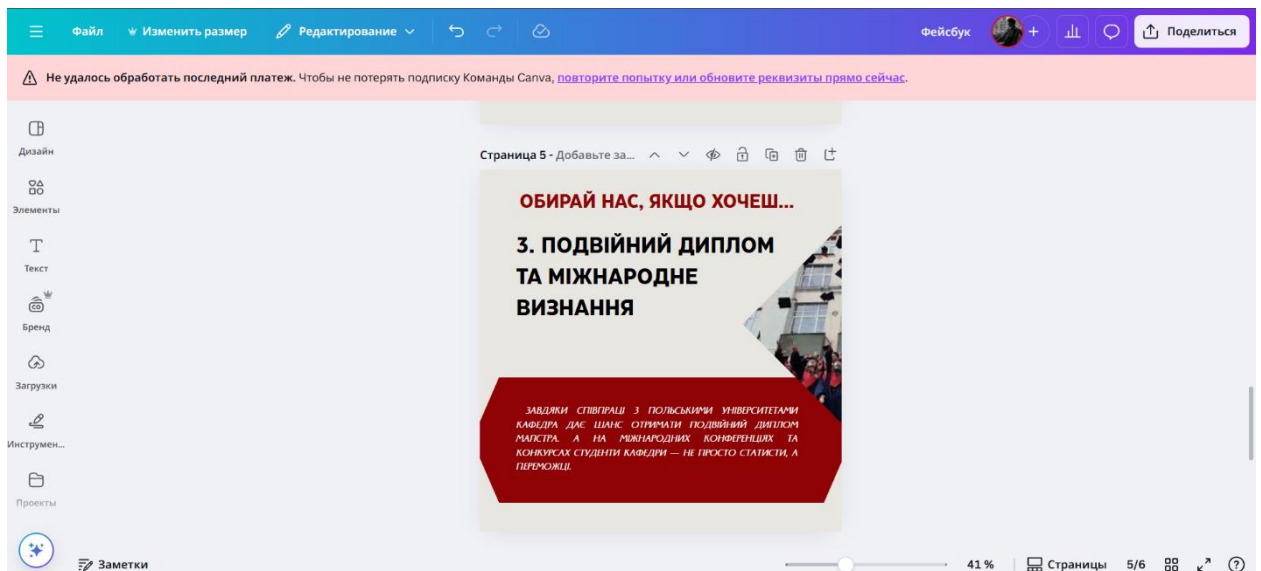 Файл
Изменить размер
Редактирование
Фейсбук
Поделиться
Не удалось обработать последний платеж. Чтобы не потерять подписку Команды Canva, повторите попытку или обновите реквизиты прямо сейчас.
Дизайн
Элементы
Текст
Бренд
Загрузки
Инструмен...
Проекты
Страница 5 - Добавьте за...
ОБИРАЙ НАС, ЯКЩО ХОЧЕШ...
3. ПОДВІЙНИЙ ДИПЛОМ
ТА МІЖНАРОДНЕ
ВИЗНАННЯ
ЗАВДЯКИ СПІВПРАЦІ З ПОЛЬСЬКИМИ УНІВЕРСИТЕТАМИ
КАФЕДРА ДАЄ ШАНС ОТРИМАТИ ПОДВІЙНИЙ ДИПЛОМ
МАГІСТРА. А НА МІЖНАРОДНИХ КОНФЕРЕНЦІЯХ ТА
КОНКУРСАХ СТУДЕНТИ КАФЕДРИ — НЕ ПРОСТО СТАТИСТИ, А
ПЕРЕМОЖЦІ.
Заметки
41 %
Страницы
5/6